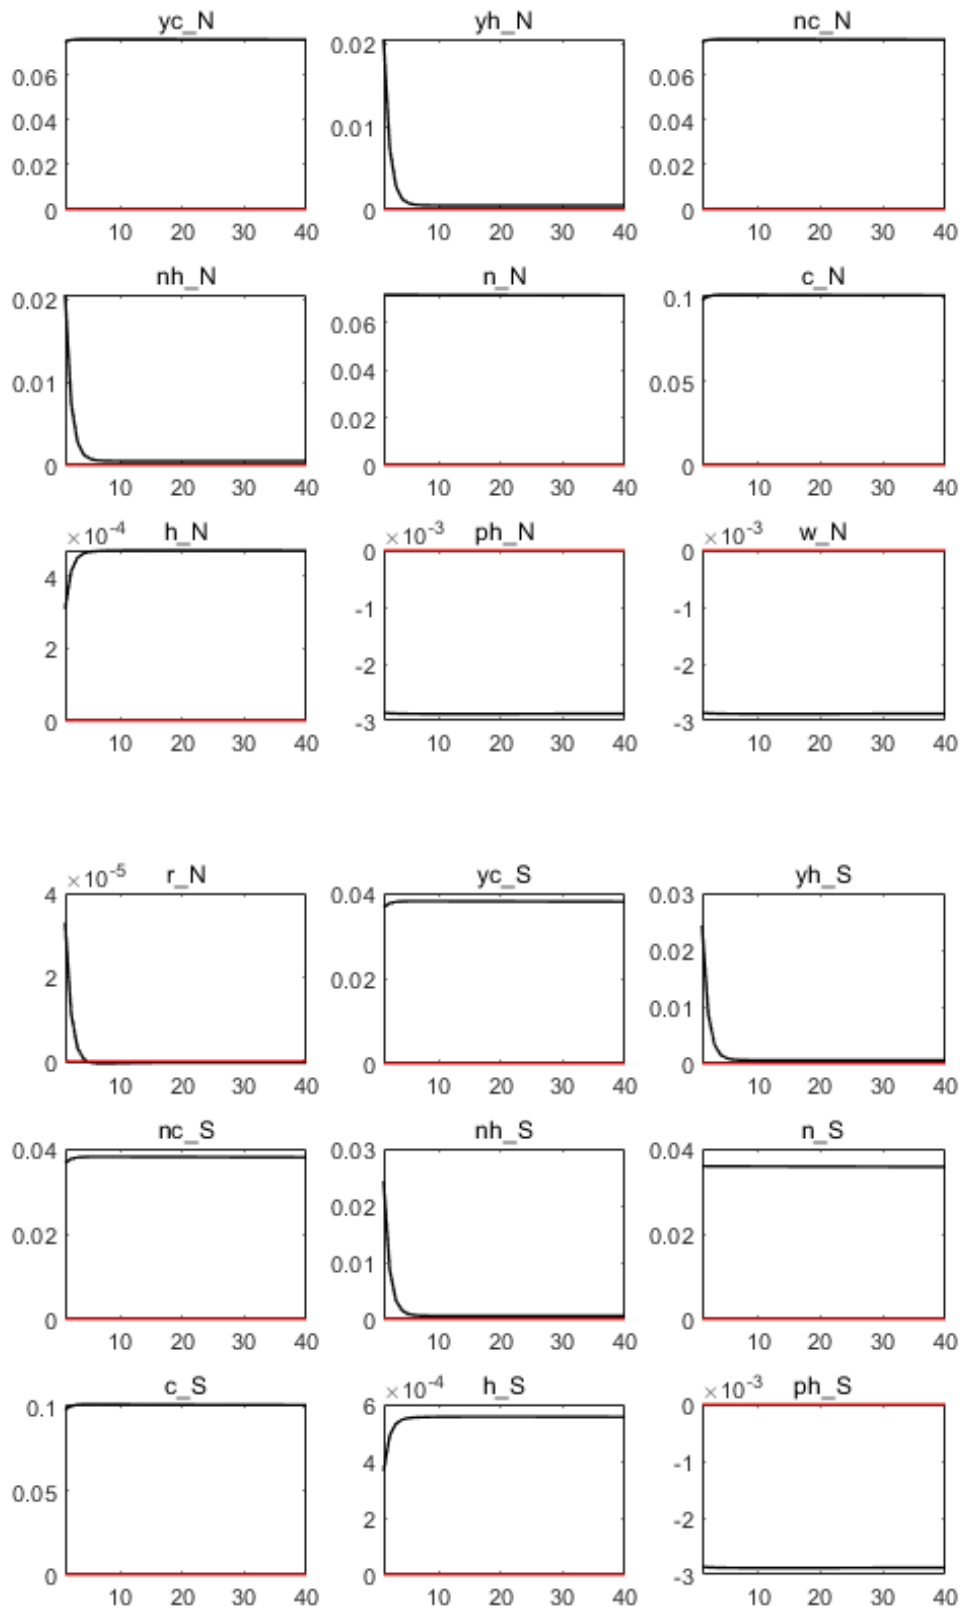 yc_N yh_N nc_N
0.06 0.02 0.06
0.04 0.01 0.04
0.02 0.02
0 0 0
10 20 30 40 10 20 30 40 10 20 30 40
nh_N n_N c_N
0.02 0.06 0.1
0.01 0.04 0.05
0.02
0 0 0
10 20 30 40 10 20 30 40 10 20 30 40
×10-4 h_N ×10-3 ph_N ×10-3 w_N
4 0 0
-1 -1
2 -2 -2
0 -3 -3
10 20 30 40 10 20 30 40 10 20 30 40
×10-5 r_N yc_S yh_S
4 0.04 0.03
2 0.02 0.02
0.01
0 0 0
10 20 30 40 10 20 30 40 10 20 30 40
nc_S nh_S n_S
0.04 0.03 0.04
0.02 0.02 0.02
0.01
0 0 0
10 20 30 40 10 20 30 40 10 20 30 40
c_S ×10-4 h_S ×10-3 ph_S
0.1 6 0
4 -1
0.05 2 -2
0 0 -3
10 20 30 40 10 20 30 40 10 20 30 40